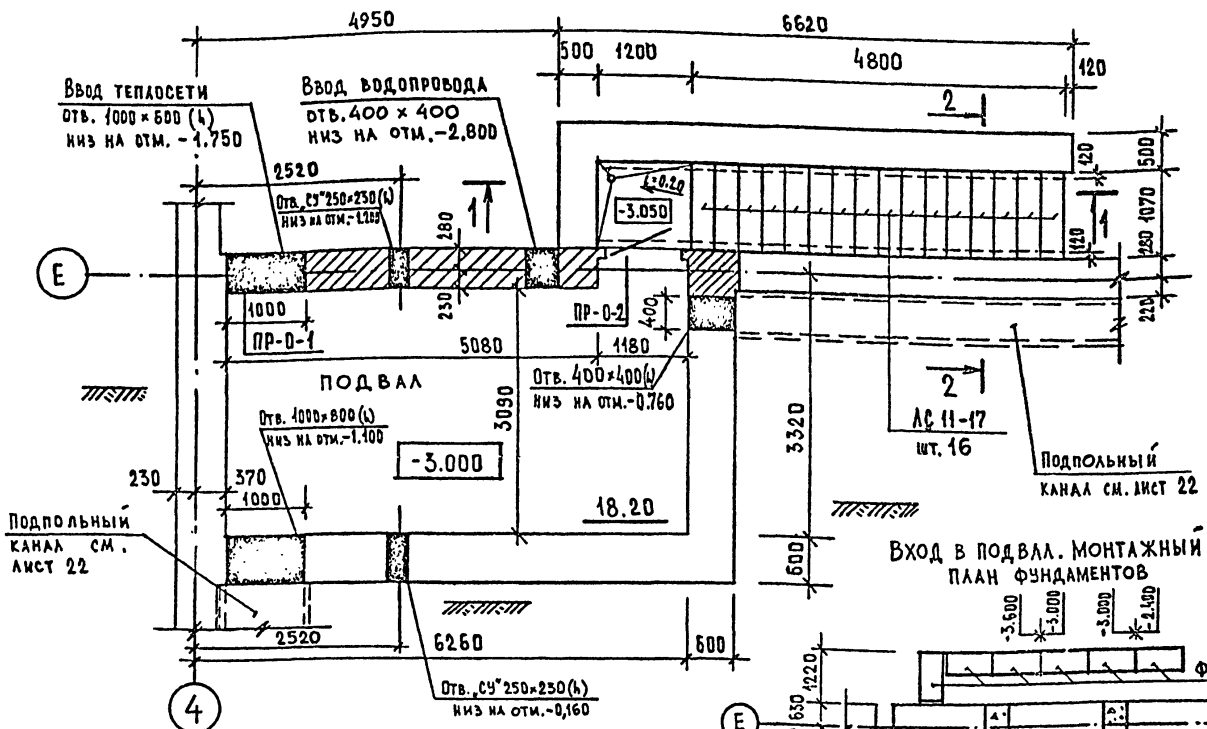 4950
6620
500
1200
4800
120
Ввод теплосети
отв. 1000 × 600 (h)
низ на отм. -1.750
Ввод водопровода
отв. 400 × 400
низ на отм. -2,800
2
2520
Отв. „СУ" 250×230(h)
низ на отм. -1.200
1
280
230
i=0.20
-3.050
120
120
1
500
1070
280
220
Е
1000
ПР-0-1
ПР-0-2
400
5080
1180
ПОДВАЛ
Отв. 400×400(h)
низ на отм. -0.760
2
3090
3320
ЛС 11-17
шт. 16
Отв. 1000×800 (h)
низ на отм. -1.100
-3.000
Подпольный
канал см. лист 22
230
370
1000
18.20
Подпольный
канал см.
лист 22
600
Вход в подвал. Монтажный
план фундаментов
-3.600
-3.000
-3.000
-2.400
2520
6260
600
1220
630
Ф
Отв. „СУ" 250×230(h)
низ на отм. -0,160
4
Е